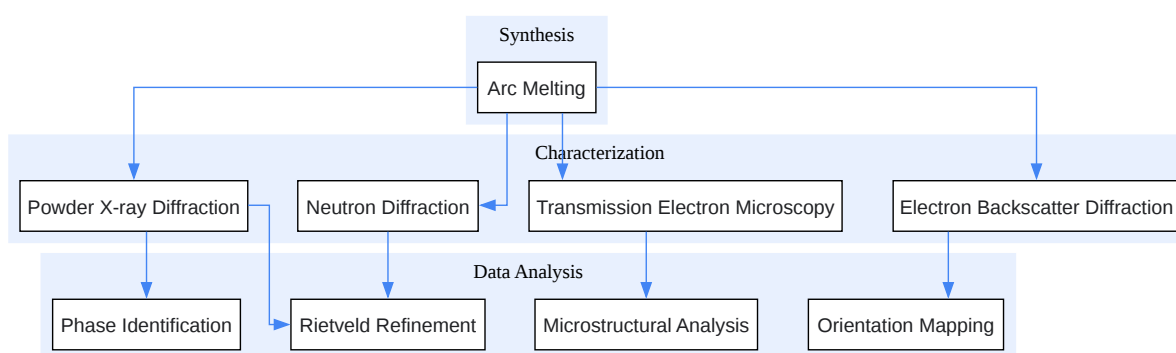 Synthesis
Arc Melting
Characterization
Powder X-ray Diffraction
Neutron Diffraction
Transmission Electron Microscopy
Electron Backscatter Diffraction
Data Analysis
Phase Identification
Rietveld Refinement
Microstructural Analysis
Orientation Mapping